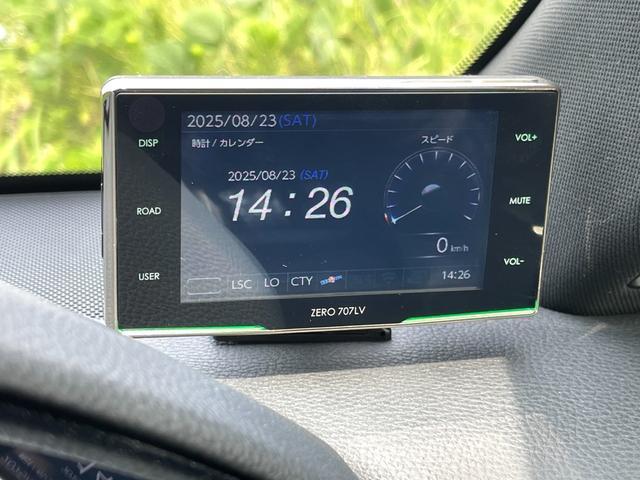 2025/08/23(SAT)
時計 / カレンダー
スピード
2025/08/23 (SAT)
14:26
0 km/h
LSC LO CTY
14:26
DISP
ROAD
USER
VOL+
MUTE
VOL-
ZERO 707LV